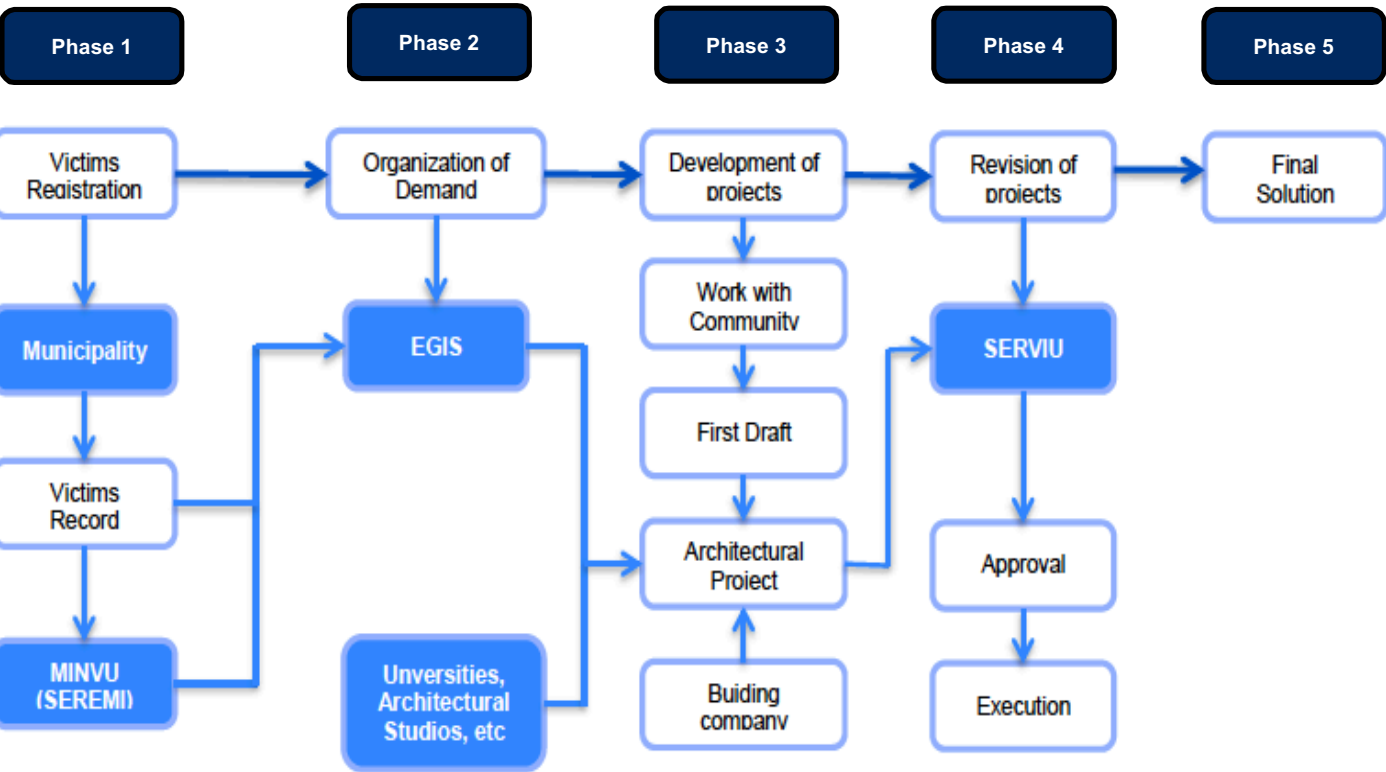 Phase 1
Phase 2
Phase 3
Phase 4
Phase 5
Victims
Registration
Organization of
Demand
Development of
projects
Revision of
projects
Final
Solution
Municipality
EGIS
Work with
Community
SERVIU
First Draft
Victims
Record
Architectural
Project
Approval
MINVU
(SEREMI)
Unversities,
Architectural
Studios, etc
Buiding
company
Execution